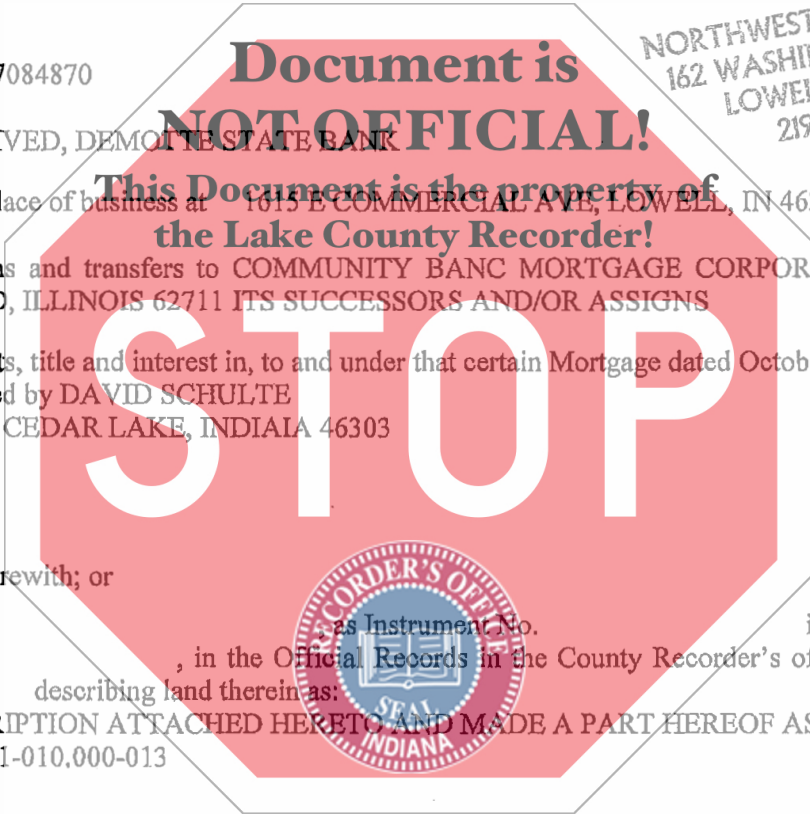 Document is
NORTHWEST
7084870
162 WASHI
LOWEL
NOT OFFICIAL!
219
VED, DEMOTTE STATE BANK
This Document is the property of
lace of business at 1615 E COMMERCIAL AVE, LOWELL, IN 46
the Lake County Recorder!
s and transfers to COMMUNITY BANC MORTGAGE CORPOR
, ILLINOIS 62711 ITS SUCCESSORS AND/OR ASSIGNS
STOP
s, title and interest in, to and under that certain Mortgage dated Octob
d by DAVID SCHULTE
CEDAR LAKE, INDIAIA 46303
rewith; or
RECORDER'S OFFICE
, as Instrument No.
, in the Official Records in the County Recorder's of
describing land therein as:
SEAL
RIPTION ATTACHED HERETO AND MADE A PART HEREOF AS
INDIANA
1-010.000-013